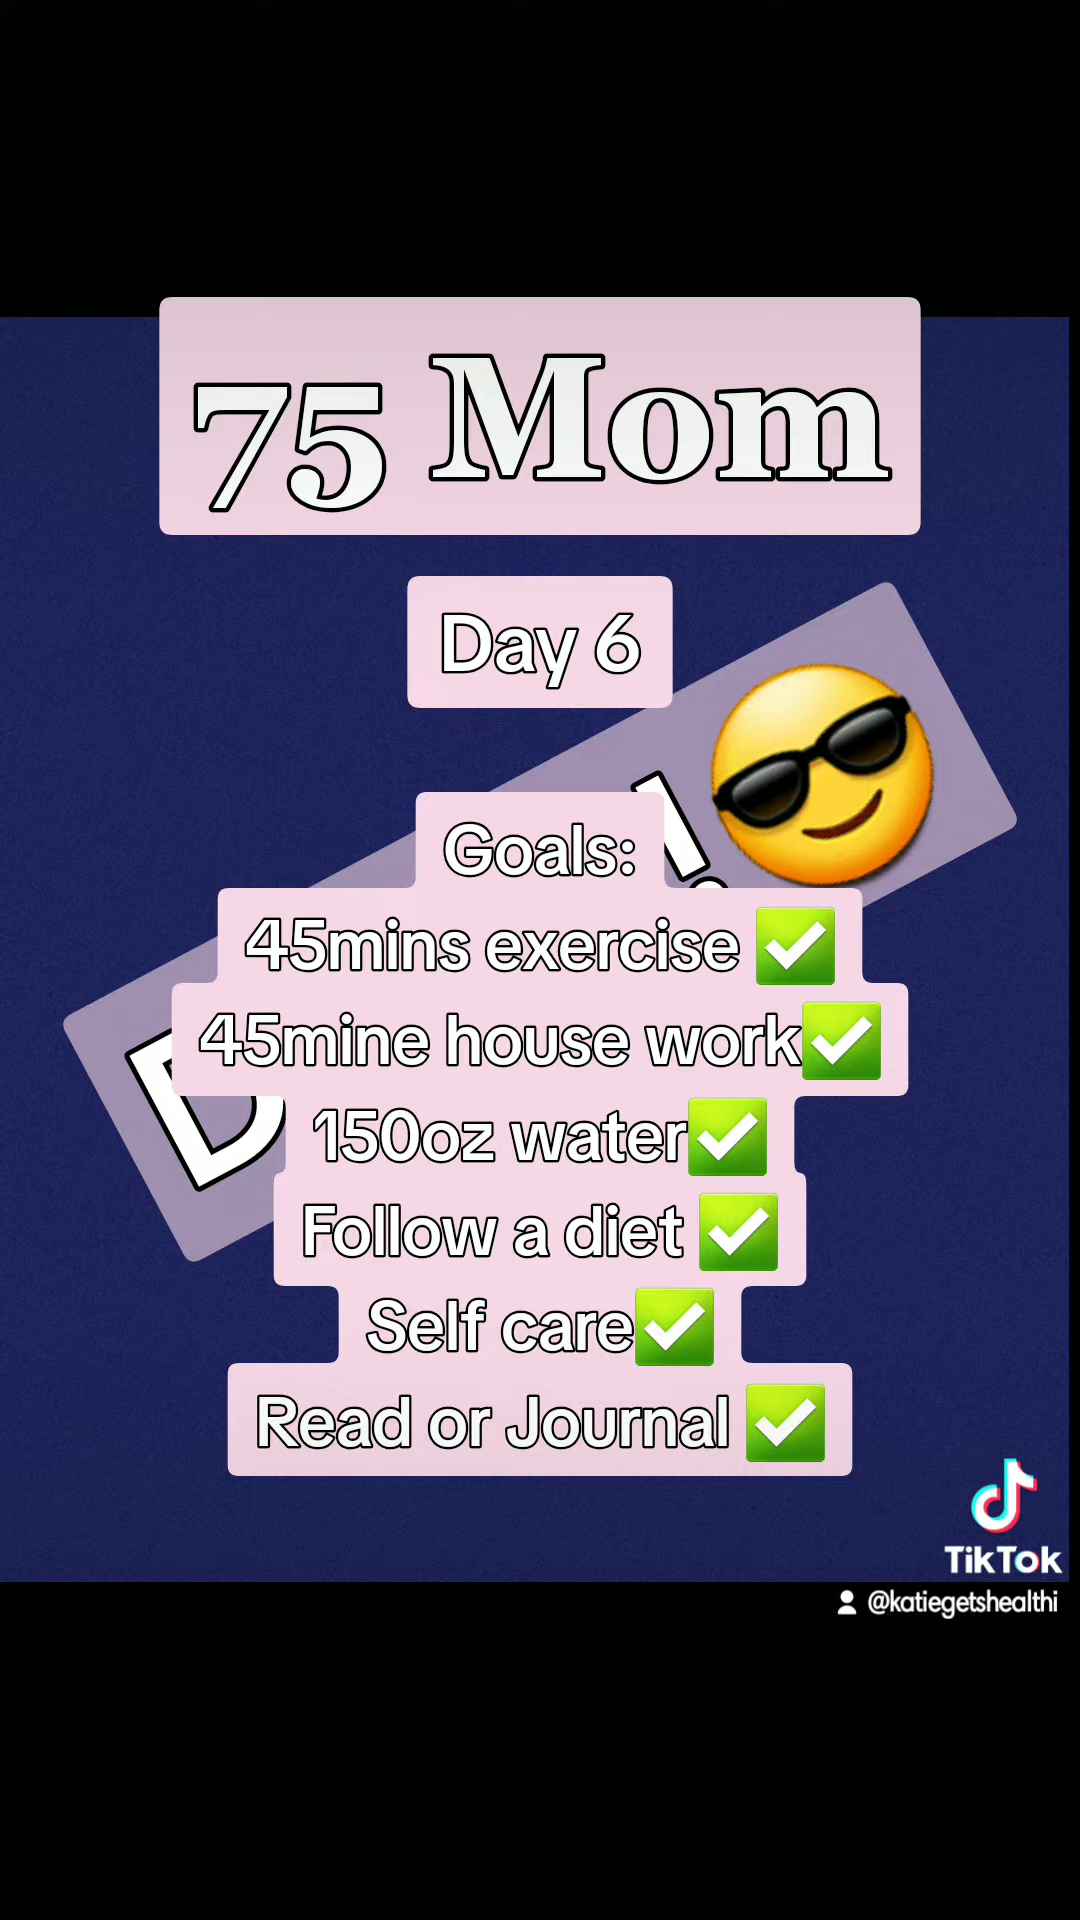 75 Mom
Day 6
Goals:
45mins exercise ✅
45mine house work✅
150oz water✅
Follow a diet ✅
Self care✅
Read or Journal ✅
TikTok
@katiegetshealthi